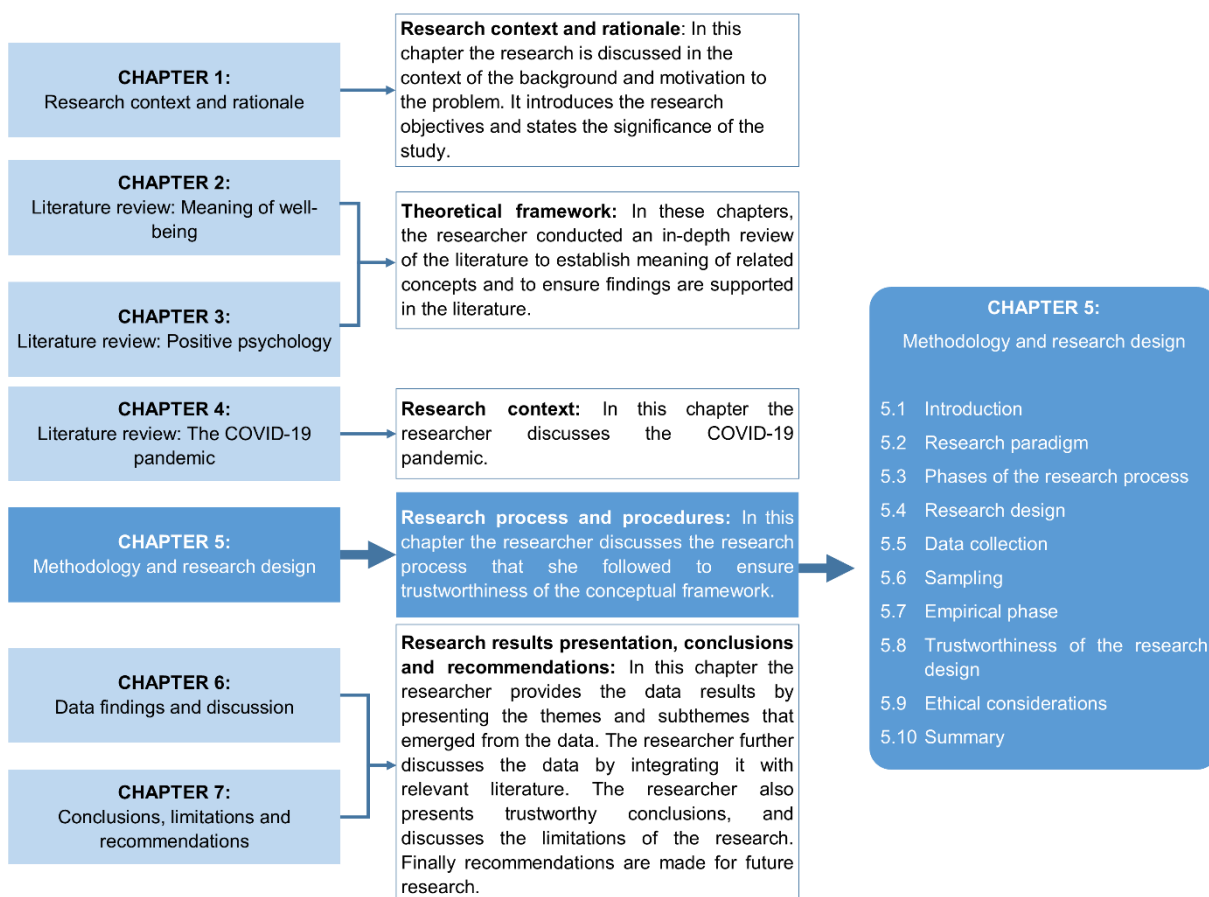 CHAPTER 1:
Research context and rationale
Research context and rationale: In this
chapter the research is discussed in the
context of the background and motivation to
the problem. It introduces the research
objectives and states the significance of the
study.
CHAPTER 2:
Literature review: Meaning of well-
being
CHAPTER 3:
Literature review: Positive psychology
Theoretical framework: In these chapters,
the researcher conducted an in-depth review
of the literature to establish meaning of related
concepts and to ensure findings are supported
in the literature.
CHAPTER 4:
Literature review: The COVID-19
pandemic
Research context: In this chapter the
researcher discusses the COVID-19
pandemic.
CHAPTER 5:
Methodology and research design
Research process and procedures: In this
chapter the researcher discusses the research
process that she followed to ensure
trustworthiness of the conceptual framework.
CHAPTER 6:
Data findings and discussion
CHAPTER 7:
Conclusions, limitations and
recommendations
Research results presentation, conclusions
and recommendations: In this chapter the
researcher provides the data results by
presenting the themes and subthemes that
emerged from the data. The researcher further
discusses the data by integrating it with
relevant literature. The researcher also
presents trustworthy conclusions, and
discusses the limitations of the research.
Finally recommendations are made for future
research.
CHAPTER 5:
Methodology and research design
5.1 Introduction
5.2 Research paradigm
5.3 Phases of the research process
5.4 Research design
5.5 Data collection
5.6 Sampling
5.7 Empirical phase
5.8 Trustworthiness of the research
design
5.9 Ethical considerations
5.10 Summary